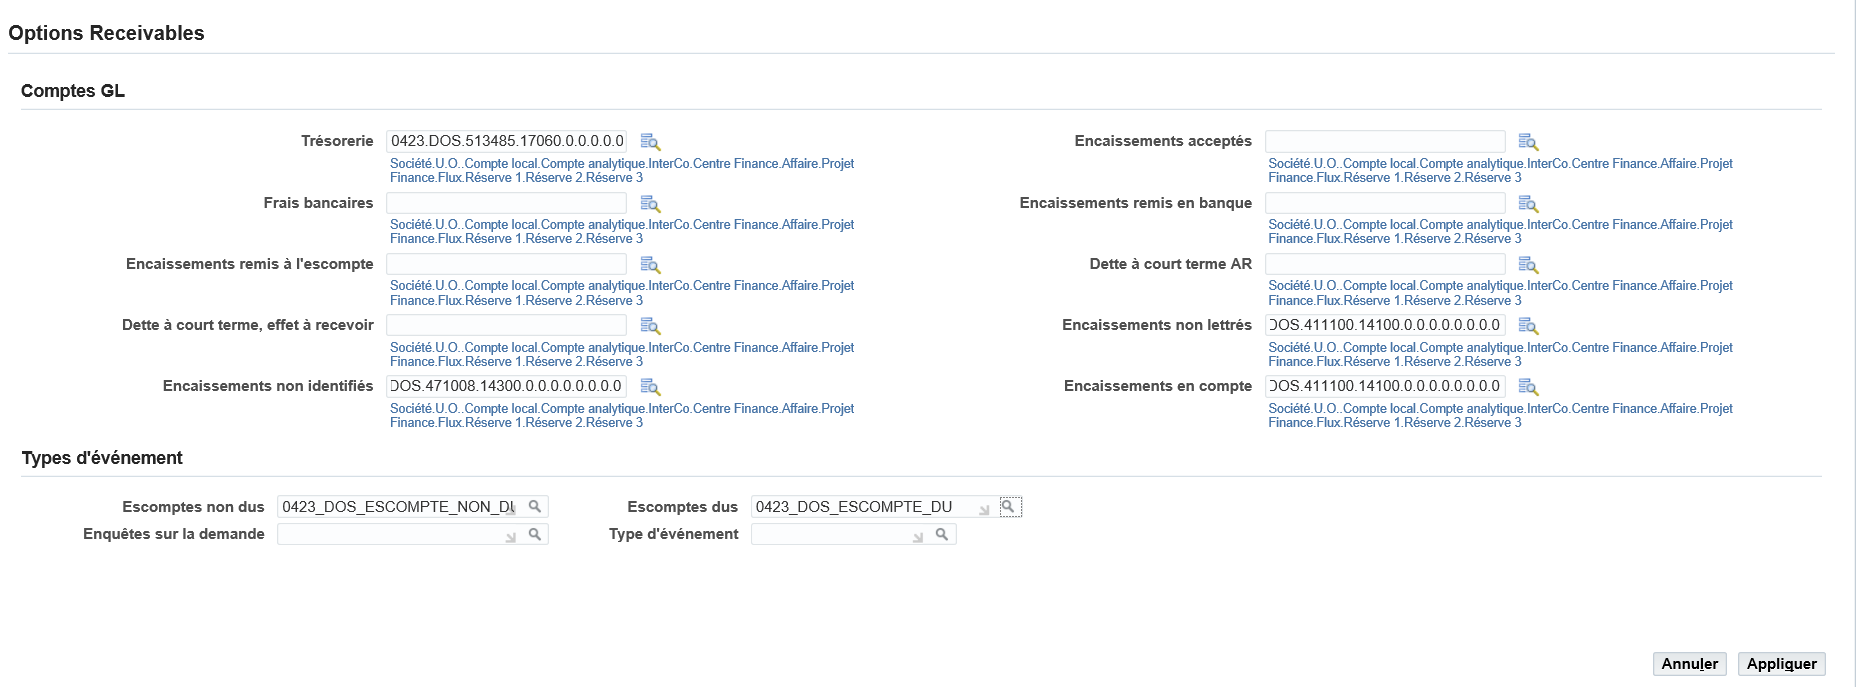 Options Receivables
Comptes GL
Trésorerie 0423.DOS.513485.17060.0.0.0.0.0 Encaissements acceptés
Société.U.O..Compte local.Compte analytique.InterCo.Centre Finance.Affaire.Projet Société.U.O..Compte local.Compte analytique.InterCo.Centre Finance.Affaire.Projet
Finance.Flux.Réserve 1.Réserve 2.Réserve 3 Finance.Flux.Réserve 1.Réserve 2.Réserve 3
Frais bancaires Encaissements remis en banque
Société.U.O..Compte local.Compte analytique.InterCo.Centre Finance.Affaire.Projet Société.U.O..Compte local.Compte analytique.InterCo.Centre Finance.Affaire.Projet
Finance.Flux.Réserve 1.Réserve 2.Réserve 3 Finance.Flux.Réserve 1.Réserve 2.Réserve 3
Encaissements remis à l'escompte Dette à court terme AR
Société.U.O..Compte local.Compte analytique.InterCo.Centre Finance.Affaire.Projet Société.U.O..Compte local.Compte analytique.InterCo.Centre Finance.Affaire.Projet
Finance.Flux.Réserve 1.Réserve 2.Réserve 3 Finance.Flux.Réserve 1.Réserve 2.Réserve 3
Dette à court terme, effet à recevoir Encaissements non lettrés DOS.411100.14100.0.0.0.0.0.0.0.0
Société.U.O..Compte local.Compte analytique.InterCo.Centre Finance.Affaire.Projet Société.U.O..Compte local.Compte analytique.InterCo.Centre Finance.Affaire.Projet
Finance.Flux.Réserve 1.Réserve 2.Réserve 3 Finance.Flux.Réserve 1.Réserve 2.Réserve 3
Encaissements non identifiés DOS.471008.14300.0.0.0.0.0.0.0.0 Encaissements en compte DOS.411100.14100.0.0.0.0.0.0.0.0
Société.U.O..Compte local.Compte analytique.InterCo.Centre Finance.Affaire.Projet Société.U.O..Compte local.Compte analytique.InterCo.Centre Finance.Affaire.Projet
Finance.Flux.Réserve 1.Réserve 2.Réserve 3 Finance.Flux.Réserve 1.Réserve 2.Réserve 3
Types d'événement
Escomptes non dus 0423_DOS_ESCOMPTE_NON_DU Escomptes dus 0423_DOS_ESCOMPTE_DU
Enquêtes sur la demande Type d'événement
Annuler Appliquer